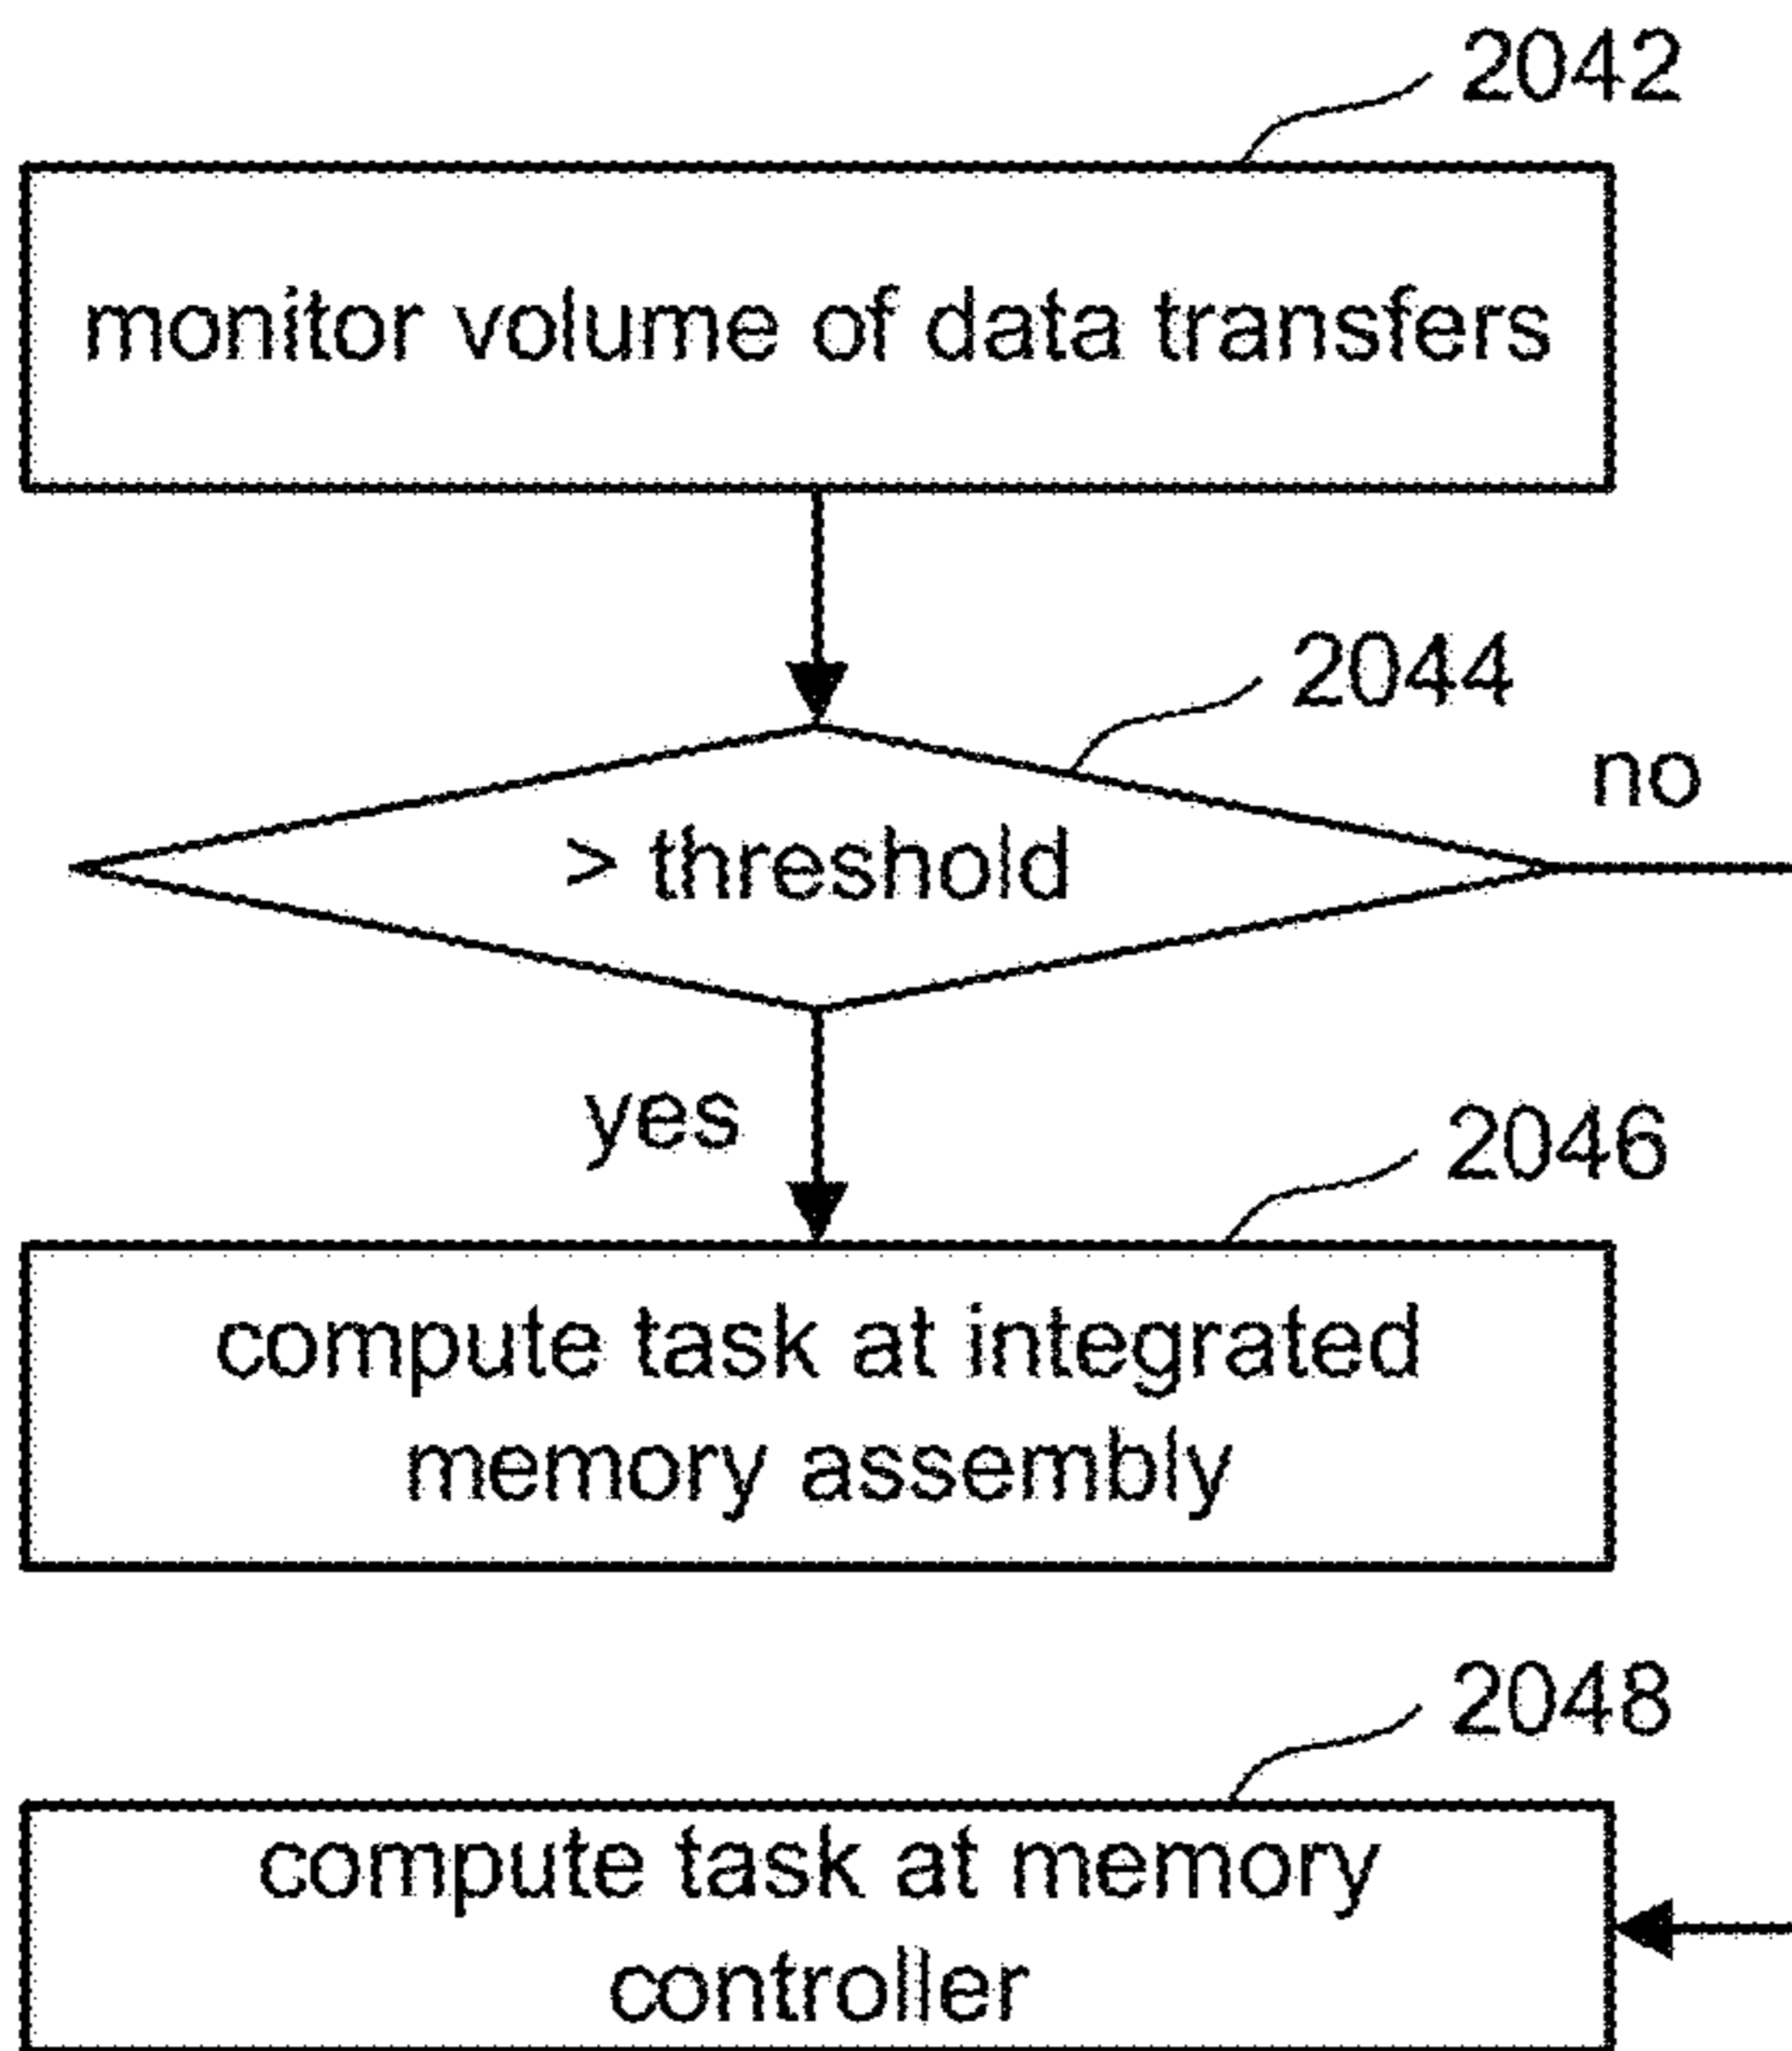 2042
monitor volume of data transfers
2044
no
> threshold
yes
2046
compute task at integrated
memory assembly
2048
compute task at memory
controller